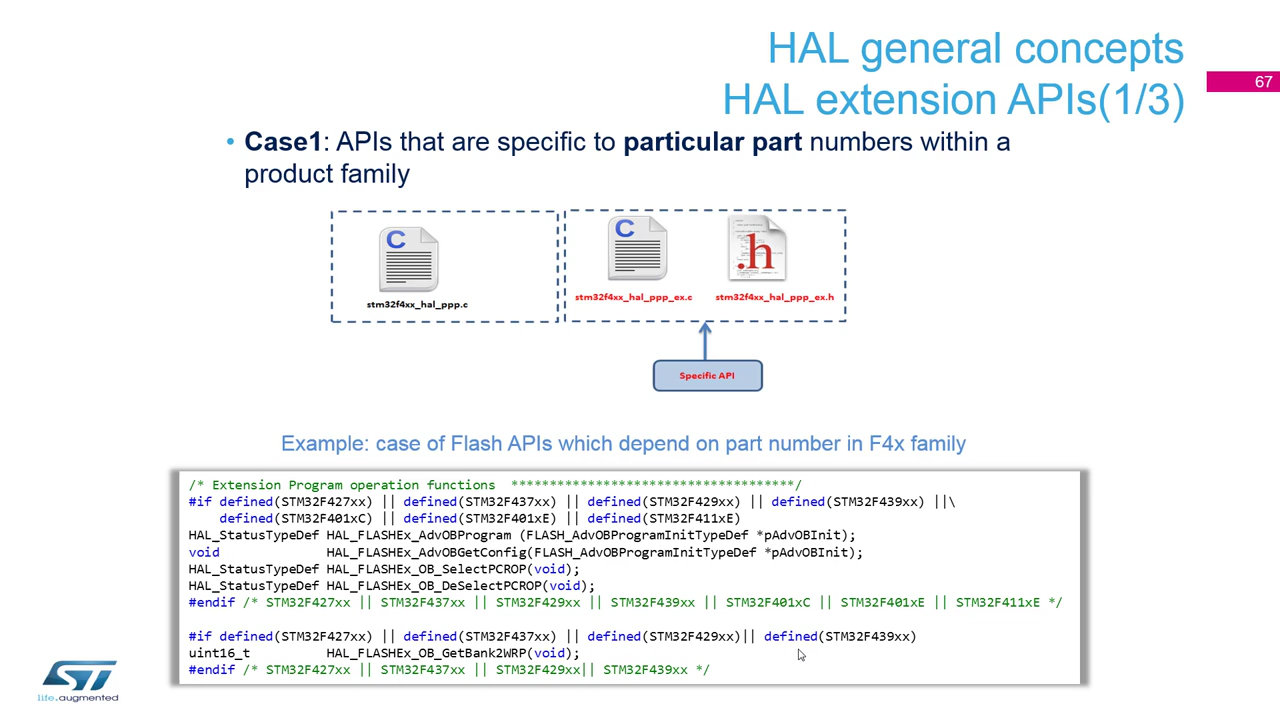 HAL general concepts
HAL extension APIs(1/3)
67
• Case1: APIs that are specific to particular part numbers within a
product family
C
C
.h
stm32f4xx_hal_ppp.c
stm32f4xx_hal_ppp_ex.c
stm32f4xx_hal_ppp_ex.h
Specific API
Example: case of Flash APIs which depend on part number in F4x family
/* Extension Program operation functions  *************************************/
#if defined(STM32F427xx) || defined(STM32F437xx) || defined(STM32F429xx) || defined(STM32F439xx) ||\
    defined(STM32F401xC) || defined(STM32F401xE) || defined(STM32F411xE)
HAL_StatusTypeDef HAL_FLASHEx_AdvOBProgram (FLASH_AdvOBProgramInitTypeDef *pAdvOBInit);
void              HAL_FLASHEx_AdvOBGetConfig(FLASH_AdvOBProgramInitTypeDef *pAdvOBInit);
HAL_StatusTypeDef HAL_FLASHEx_OB_SelectPCROP(void);
HAL_StatusTypeDef HAL_FLASHEx_OB_DeSelectPCROP(void);
#endif /* STM32F427xx || STM32F437xx || STM32F429xx || STM32F439xx || STM32F401xC || STM32F401xE || STM32F411xE */
#if defined(STM32F427xx) || defined(STM32F437xx) || defined(STM32F429xx)|| defined(STM32F439xx)
uint16_t          HAL_FLASHEx_OB_GetBank2WRP(void);
#endif /* STM32F427xx || STM32F437xx || STM32F429xx|| STM32F439xx */
ST
life.augmented